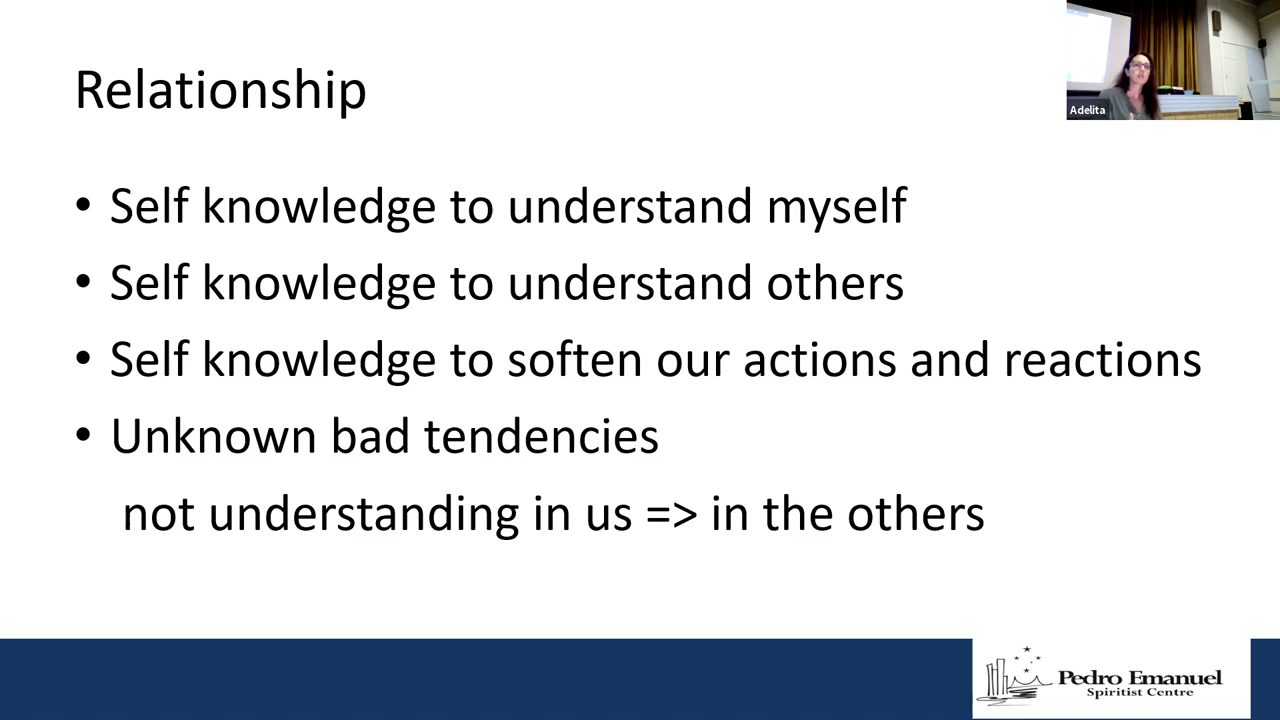 Relationship
Adelita
• Self knowledge to understand myself
• Self knowledge to understand others
• Self knowledge to soften our actions and reactions
• Unknown bad tendencies
not understanding in us => in the others
Pedro Emanuel
Spiritist Centre